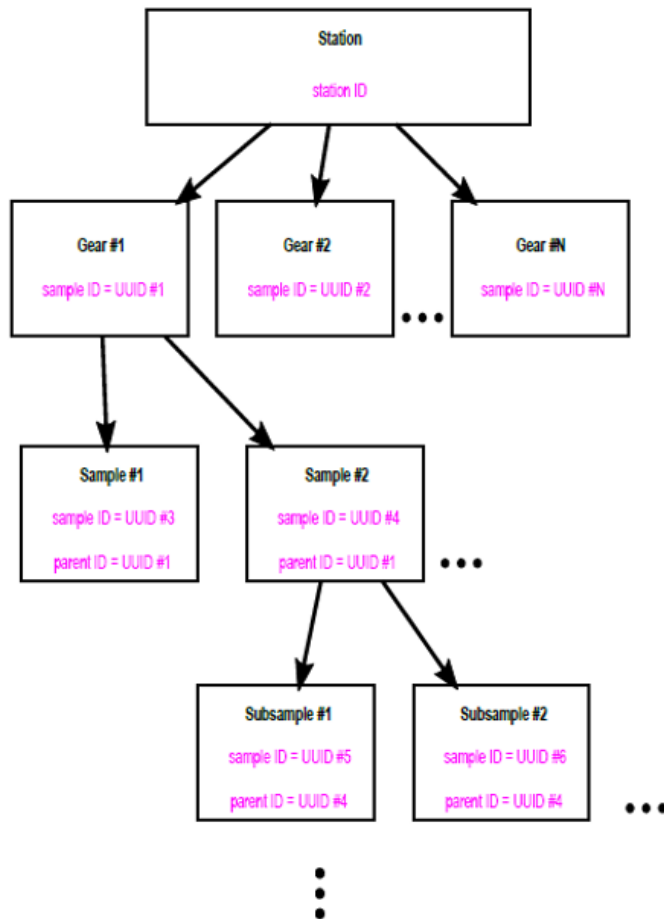 Station
station ID
Gear #1
sample ID = UUID #1
Gear #2
sample ID = UUID #2
Gear #N
sample ID = UUID #N
Sample #1
sample ID = UUID #3
parent ID = UUID #1
Sample #2
sample ID = UUID #4
parent ID = UUID #1
Subsample #1
sample ID = UUID #5
parent ID = UUID #4
Subsample #2
sample ID = UUID #6
parent ID = UUID #4